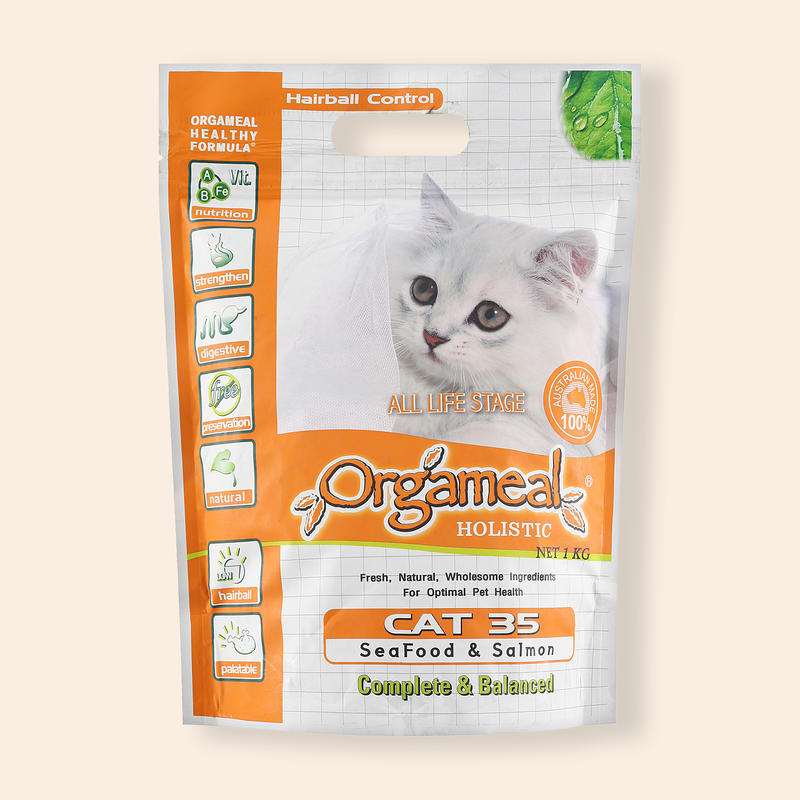 Hairball Control
ORGAMEAL
HEALTHY
FORMULA®
A
B
Fe
Vit.
nutrition
strengthen
digestive
free
preservation
natural
LOW
hairball
palatable
ALL LIFE STAGE
AUSTRALIAN MADE
100%
Orgameal®
HOLISTIC
NET 1 KG
Fresh, Natural, Wholesome Ingredients
For Optimal Pet Health
CAT 35
SeaFood & Salmon
Complete & Balanced